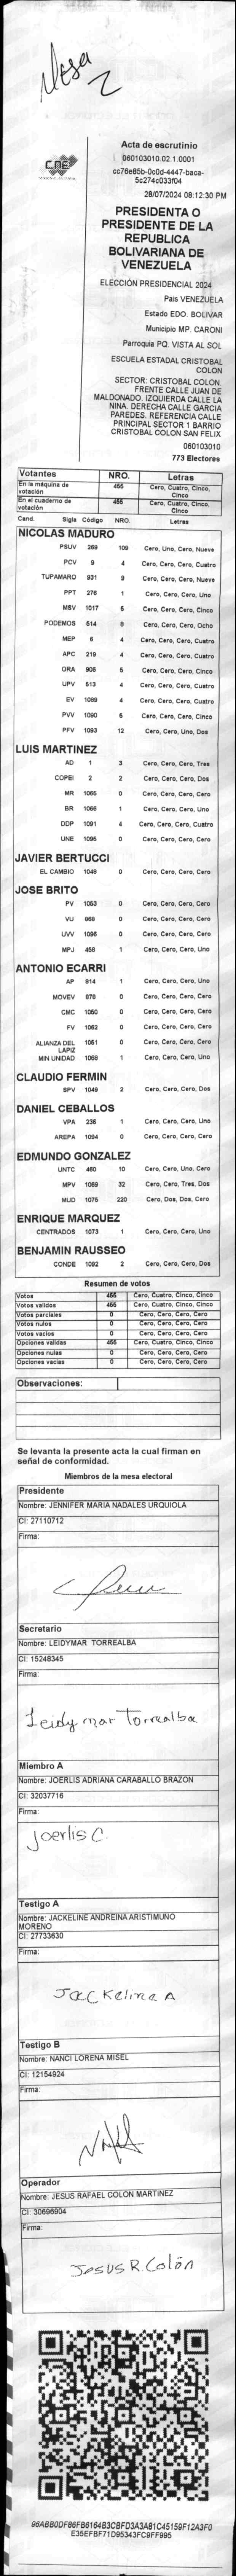 Mesa
2
CNE
Acta de escrutinio
060103010.02.1.0001
cc76e85b-0c0d-4447-baca-
5c274c033f04
28/07/2024 08:12:30 PM
PRESIDENTA O
PRESIDENTE DE LA
REPUBLICA
BOLIVARIANA DE
VENEZUELA
ELECCIÓN PRESIDENCIAL 2024
País VENEZUELA
Estado EDO. BOLIVAR
Municipio MP. CARONI
Parroquia PQ. VISTA AL SOL
ESCUELA ESTADAL CRISTOBAL
COLON
SECTOR: CRISTOBAL COLON.
FRENTE CALLE JUAN DE
MALDONADO. IZQUIERDA CALLE LA
NINA. DERECHA CALLE GARCIA
PAREDES. REFERENCIA CALLE
PRINCIPAL SECTOR 1 BARRIO
CRISTOBAL COLON SAN FELIX
060103010
773 Electores
Votantes NRO. Letras
En la máquina de votación 455 Cero, Cuatro, Cinco, Cinco
En el cuaderno de votación 455 Cero, Cuatro, Cinco, Cinco
Cand. Sigla Código NRO. Letras
NICOLAS MADURO
PSUV 269 109 Cero, Uno, Cero, Nueve
PCV 9 4 Cero, Cero, Cero, Cuatro
TUPAMARO 931 9 Cero, Cero, Cero, Nueve
PPT 276 1 Cero, Cero, Cero, Uno
MSV 1017 5 Cero, Cero, Cero, Cinco
PODEMOS 514 8 Cero, Cero, Cero, Ocho
MEP 6 4 Cero, Cero, Cero, Cuatro
APC 219 4 Cero, Cero, Cero, Cuatro
ORA 906 5 Cero, Cero, Cero, Cinco
UPV 513 4 Cero, Cero, Cero, Cuatro
EV 1089 4 Cero, Cero, Cero, Cuatro
PVV 1090 5 Cero, Cero, Cero, Cinco
PFV 1093 12 Cero, Cero, Uno, Dos
LUIS MARTINEZ
AD 1 3 Cero, Cero, Cero, Tres
COPEI 2 2 Cero, Cero, Cero, Dos
MR 1065 0 Cero, Cero, Cero, Cero
BR 1066 1 Cero, Cero, Cero, Uno
DDP 1091 4 Cero, Cero, Cero, Cuatro
UNE 1095 0 Cero, Cero, Cero, Cero
JAVIER BERTUCCI
EL CAMBIO 1048 0 Cero, Cero, Cero, Cero
JOSE BRITO
PV 1053 0 Cero, Cero, Cero, Cero
VU 969 0 Cero, Cero, Cero, Cero
UVV 1096 0 Cero, Cero, Cero, Cero
MPJ 458 1 Cero, Cero, Cero, Uno
ANTONIO ECARRI
AP 814 1 Cero, Cero, Cero, Uno
MOVEV 878 0 Cero, Cero, Cero, Cero
CMC 1050 0 Cero, Cero, Cero, Cero
FV 1062 0 Cero, Cero, Cero, Cero
ALIANZA DEL LAPIZ 1051 0 Cero, Cero, Cero, Cero
MIN UNIDAD 1068 1 Cero, Cero, Cero, Uno
CLAUDIO FERMIN
SPV 1049 2 Cero, Cero, Cero, Dos
DANIEL CEBALLOS
VPA 236 1 Cero, Cero, Cero, Uno
AREPA 1094 0 Cero, Cero, Cero, Cero
EDMUNDO GONZALEZ
UNTC 460 10 Cero, Cero, Uno, Cero
MPV 1069 32 Cero, Cero, Tres, Dos
MUD 1075 220 Cero, Dos, Dos, Cero
ENRIQUE MARQUEZ
CENTRADOS 1073 1 Cero, Cero, Cero, Uno
BENJAMIN RAUSSEO
CONDE 1092 2 Cero, Cero, Cero, Dos
Resumen de votos
Votos 455 Cero, Cuatro, Cinco, Cinco
Votos validos 455 Cero, Cuatro, Cinco, Cinco
Votos parciales 0 Cero, Cero, Cero, Cero
Votos nulos 0 Cero, Cero, Cero, Cero
Votos vacios 0 Cero, Cero, Cero, Cero
Opciones validas 455 Cero, Cuatro, Cinco, Cinco
Opciones nulas 0 Cero, Cero, Cero, Cero
Opciones vacias 0 Cero, Cero, Cero, Cero
Observaciones:
Se levanta la presente acta la cual firman en
señal de conformidad.
Miembros de la mesa electoral
Presidente
Nombre: JENNIFER MARIA NADALES URQUIOLA
CI: 27110712
Firma:
Secretario
Nombre: LEIDYMAR TORREALBA
CI: 15248345
Firma:
Leidymar Torrealba
Miembro A
Nombre: JOERLIS ADRIANA CARABALLO BRAZON
CI: 32037716
Firma:
Joerlis C.
Testigo A
Nombre: JACKELINE ANDREINA ARISTIMUÑO
MORENO
CI: 27733630
Firma:
Jackeline A
Testigo B
Nombre: NANCI LORENA MISEL
CI: 12154924
Firma:
Operador
Nombre: JESUS RAFAEL COLON MARTINEZ
CI: 30696904
Firma:
Jesus R. Colón